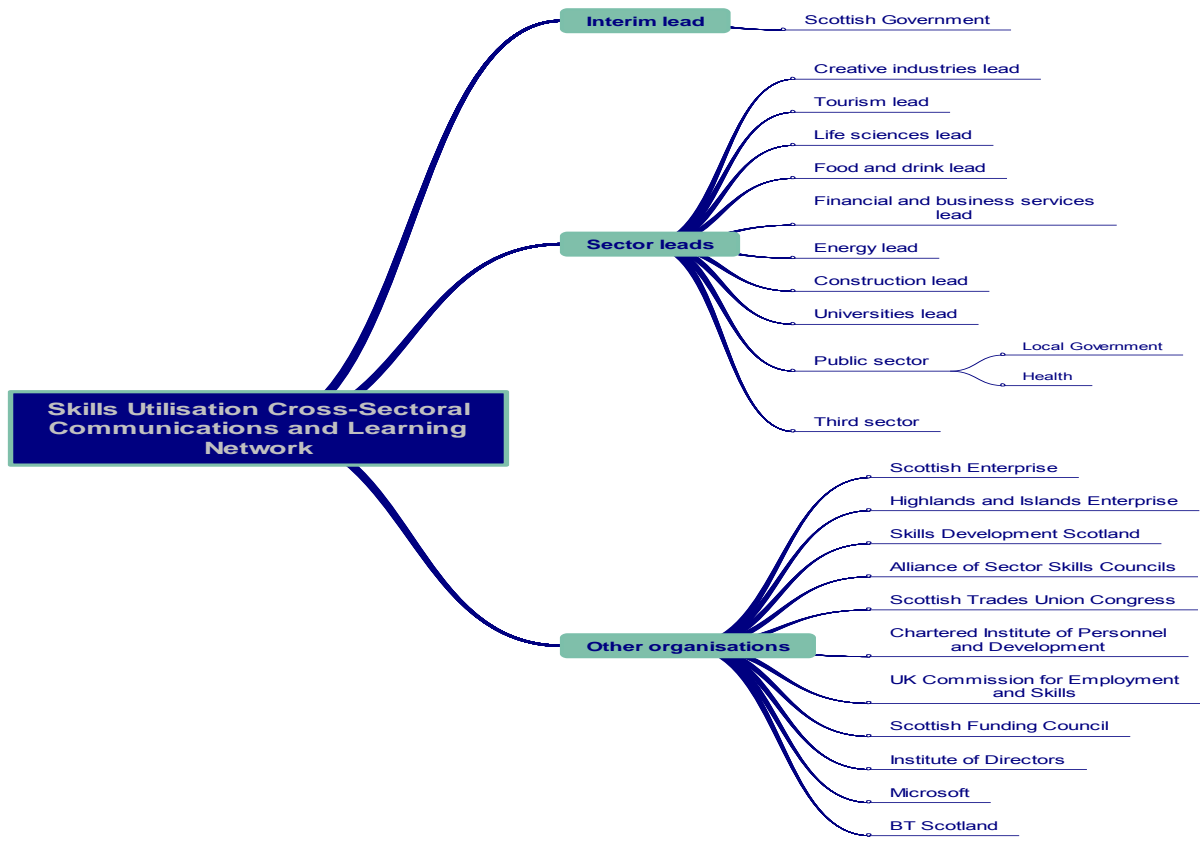 Interim lead
Scottish Government
Creative industries lead
Tourism lead
Life sciences lead
Food and drink lead
Financial and business services
lead
Sector leads
Energy lead
Construction lead
Universities lead
Public sector
Local Government
Health
Third sector
Skills Utilisation Cross-Sectoral
Communications and Learning
Network
Scottish Enterprise
Highlands and Islands Enterprise
Skills Development Scotland
Alliance of Sector Skills Councils
Scottish Trades Union Congress
Chartered Institute of Personnel
and Development
Other organisations
UK Commission for Employment
and Skills
Scottish Funding Council
Institute of Directors
Microsoft
BT Scotland